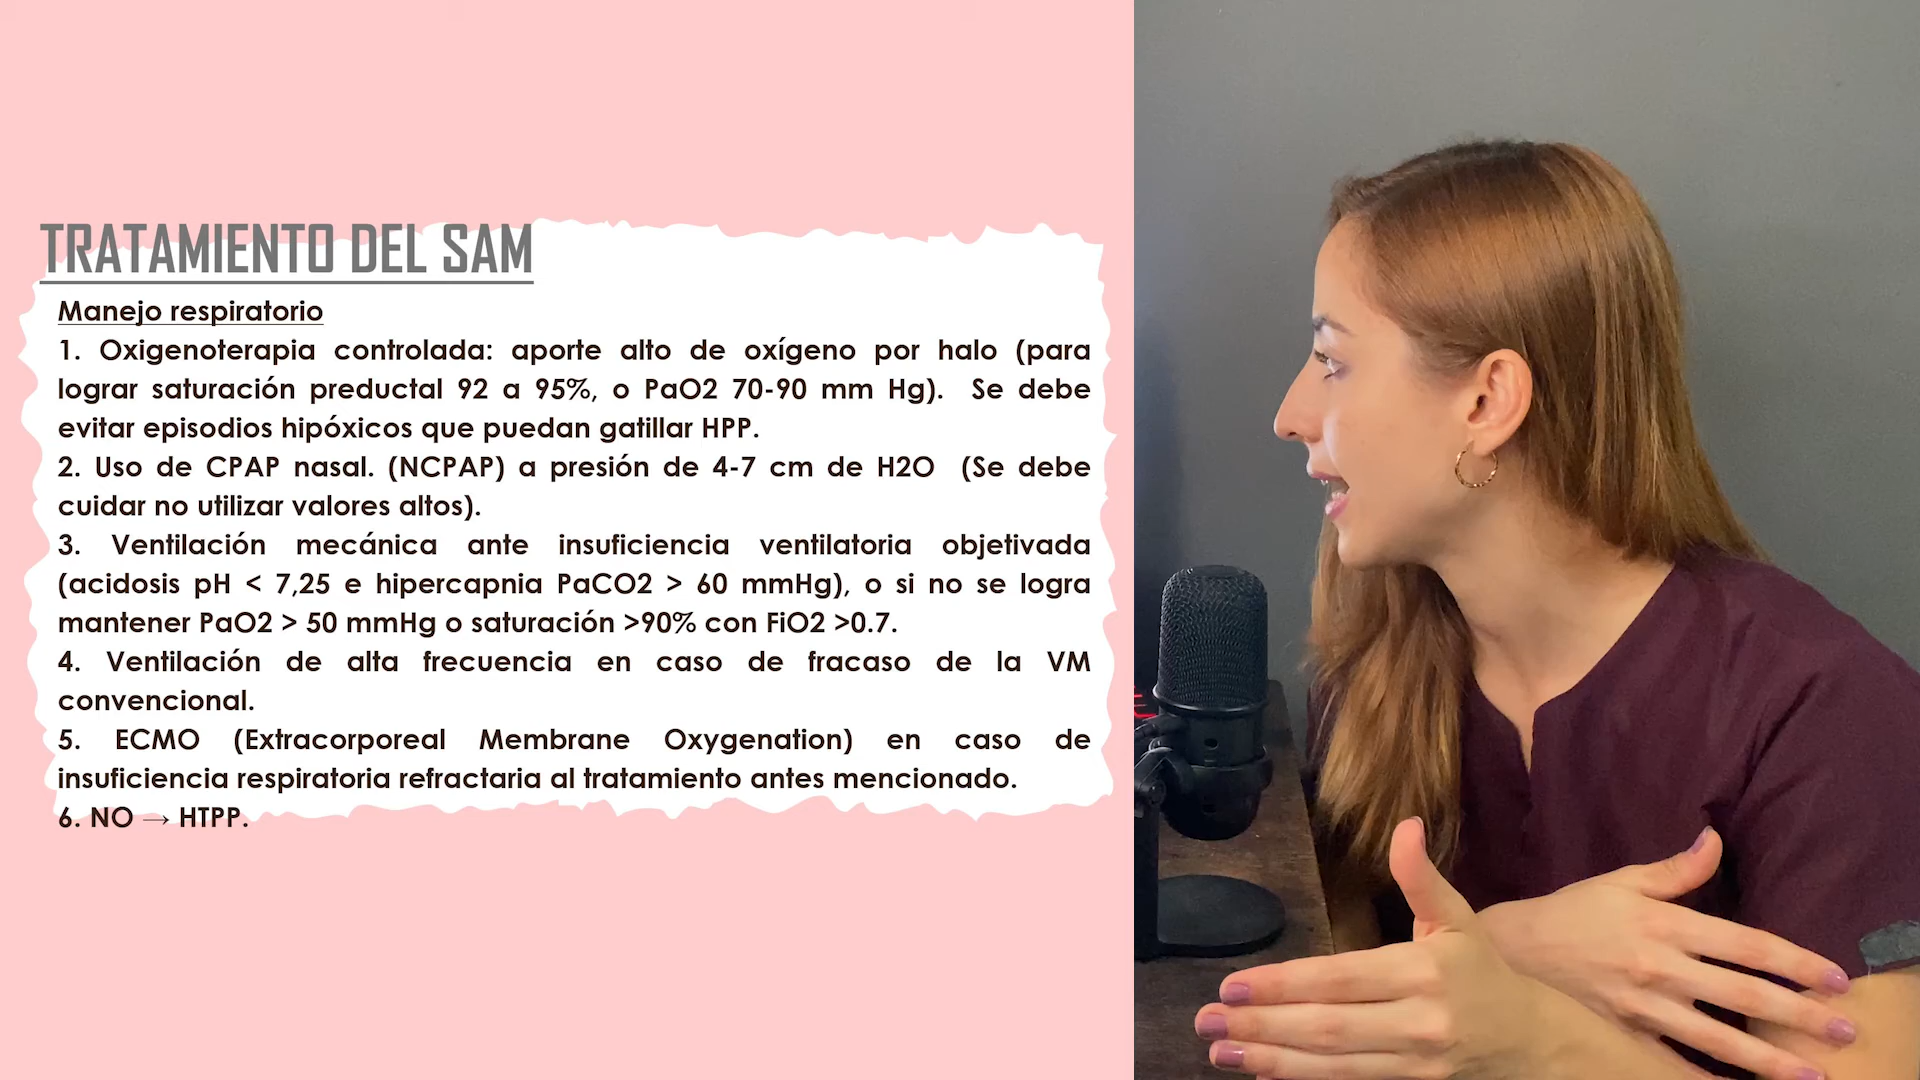 TRATAMIENTO DEL SAM
Manejo respiratorio
1. Oxigenoterapia controlada: aporte alto de oxígeno por halo (para
lograr saturación preductal 92 a 95%, o PaO2 70-90 mm Hg). Se debe
evitar episodios hipóxicos que puedan gatillar HPP.
2. Uso de CPAP nasal. (NCPAP) a presión de 4-7 cm de H2O (Se debe
cuidar no utilizar valores altos).
3. Ventilación mecánica ante insuficiencia ventilatoria objetivada
(acidosis pH < 7,25 e hipercapnia PaCO2 > 60 mmHg), o si no se logra
mantener PaO2 > 50 mmHg o saturación >90% con FiO2 >0.7.
4. Ventilación de alta frecuencia en caso de fracaso de la VM
convencional.
5. ECMO (Extracorporeal Membrane Oxygenation) en caso de
insuficiencia respiratoria refractaria al tratamiento antes mencionado.
6. NO → HTPP.